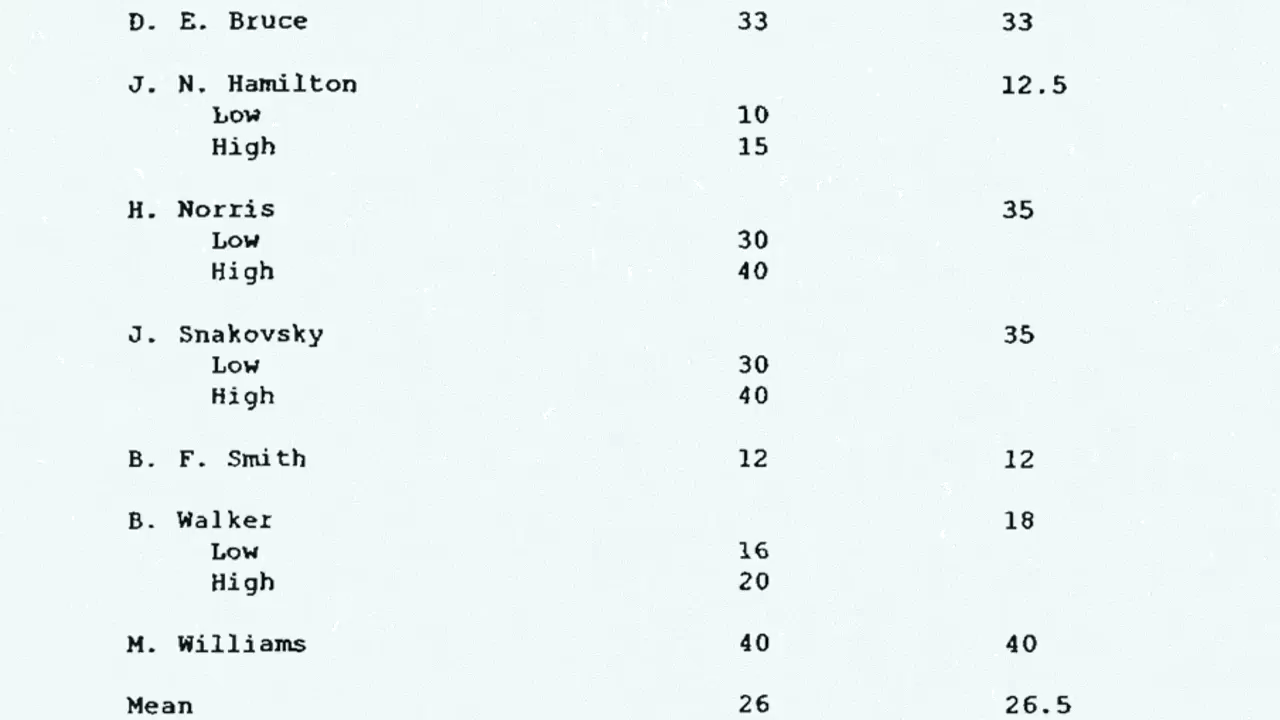 D. E. Bruce 33 33
J. N. Hamilton 12.5
Low 10
High 15
H. Norris 35
Low 30
High 40
J. Snakovsky 35
Low 30
High 40
B. F. Smith 12 12
B. Walker 18
Low 16
High 20
M. Williams 40 40
Mean 26 26.5